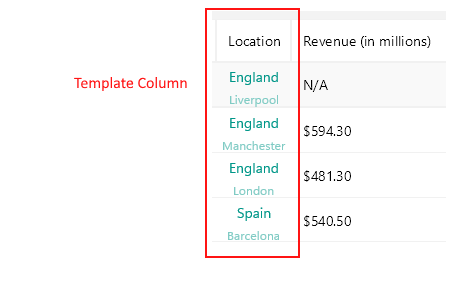 Location Revenue (in millions)
Template Column
England
Liverpool
N/A
England
Manchester
$594.30
England
London
$481.30
Spain
Barcelona
$540.50